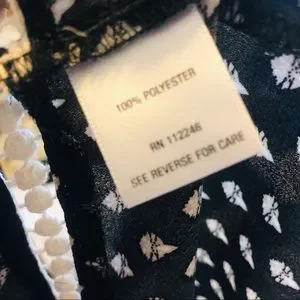 100% POLYESTER
RN 112246
SEE REVERSE FOR CARE